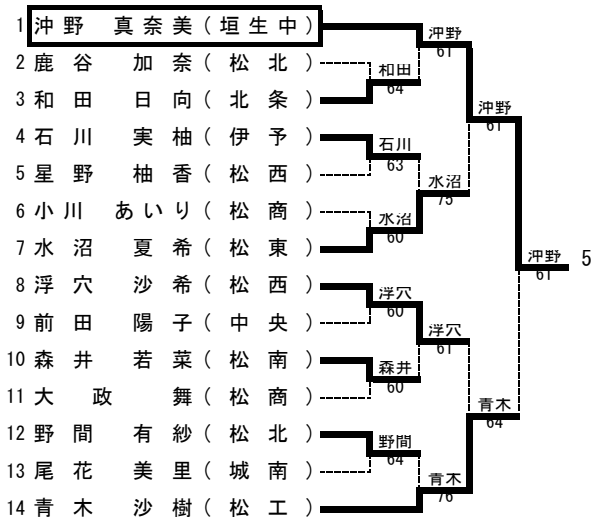 1 沖野 真奈美(垣生中)
2 鹿谷 加奈(松北)
3 和田 日向(北条)
4 石川 実柚(伊予)
5 星野 柚香(松西)
6 小川 あいり(松商)
7 水沼 夏希(松東)
8 浮穴 沙希(松西)
9 前田 陽子(中央)
10 森井 若菜(松南)
11 大政 舞(松商)
12 野間 有紗(松北)
13 尾花 美里(城南)
14 青木 沙樹(松工)
和田
64
石川
63
水沼
60
浮穴
60
森井
60
野間
64
沖野
61
水沼
75
浮穴
61
青木
76
沖野
61
青木
64
沖野
61
5